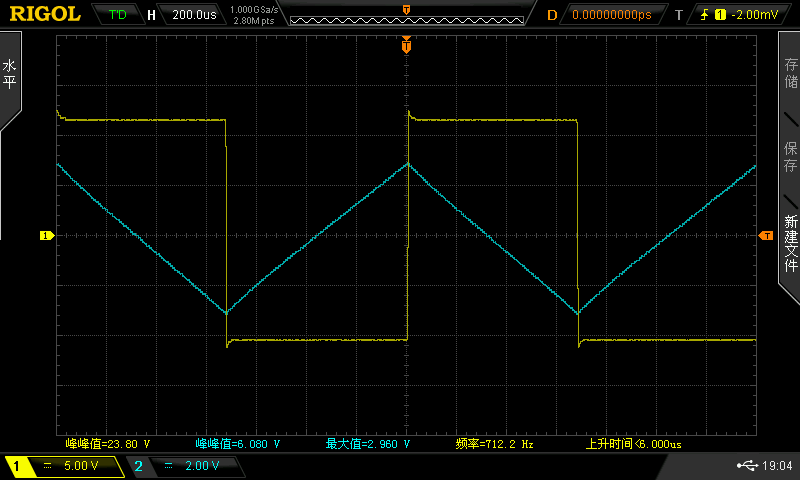 RIGOL T'D H 200.0us 1.000GSa/s 2.80M pts T D 0.00000000ps T 1 -2.00mV
T
水平
存储
保存
新建文件
1
T
峰峰值=23.80 V 峰峰值=6.080 V 最大值=2.960 V 频率=712.2 Hz 上升时间<6.000us
1 5.00 V 2 2.00 V 19:04